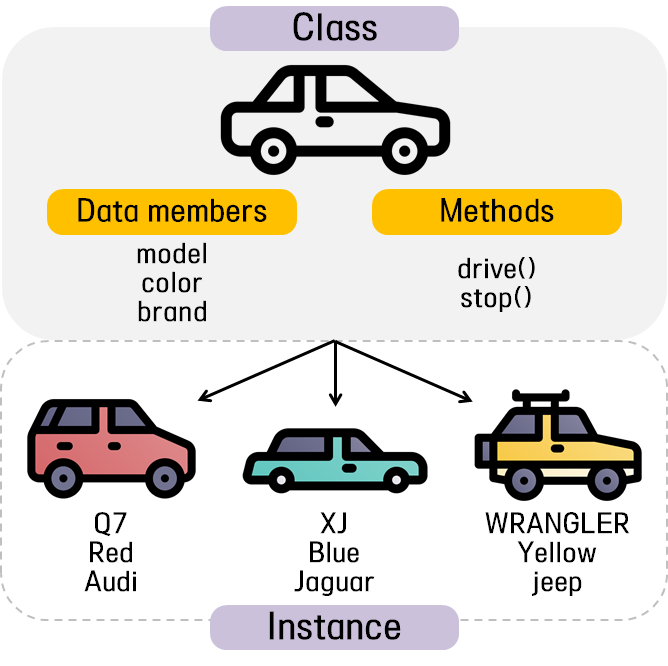 Class
Data members
model
color
brand
Methods
drive()
stop()
Q7
Red
Audi
XJ
Blue
Jaguar
WRANGLER
Yellow
jeep
Instance